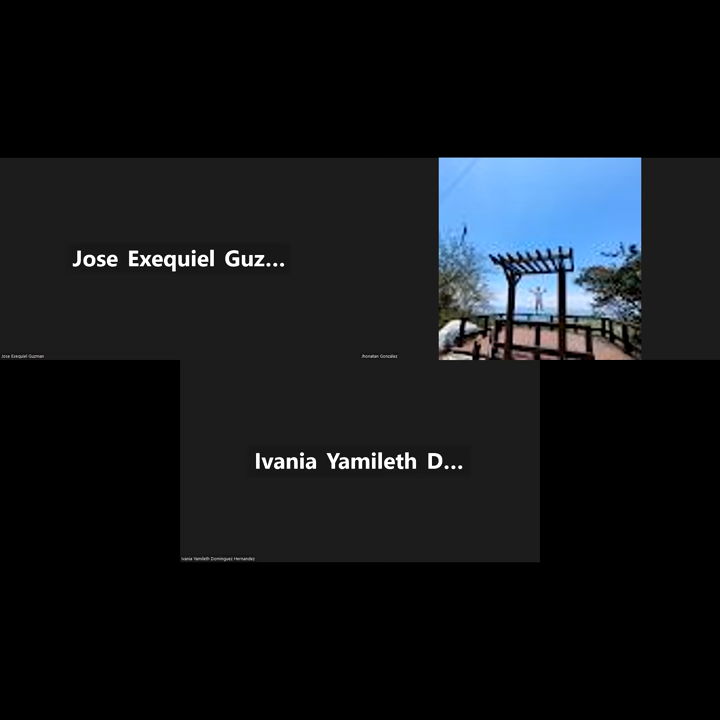 Jose Exequiel Guz...
Jose Exequiel Guzman
Jhonatan González
Ivania Yamileth D...
Ivania Yamileth Dominguez Hernandez